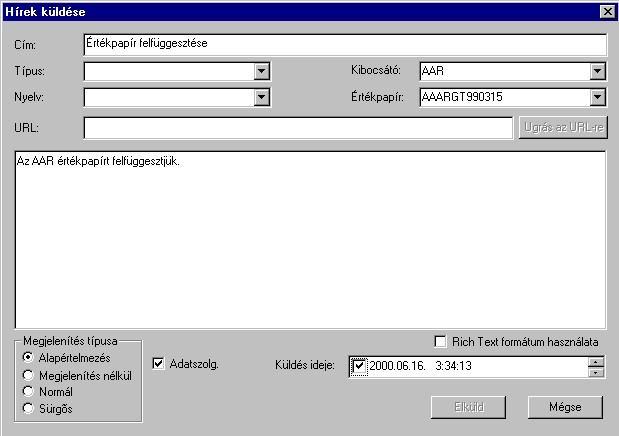 Hírek küldése
Cím: Értékpapír felfüggesztése
Típus: Kibocsátó: AAR
Nyelv: Értékpapír: AAARGT990315
URL: Ugrás az URL-re
Az AAR értékpapírt felfüggesztjük.
Megjelenítés típusa
Rich Text formátum használata
Alapértelmezés
Adatszolg. Küldés ideje: 2000.06.16. 3:34:13
Megjelenítés nélkül
Normál
Sürgős
Elküld Mégse